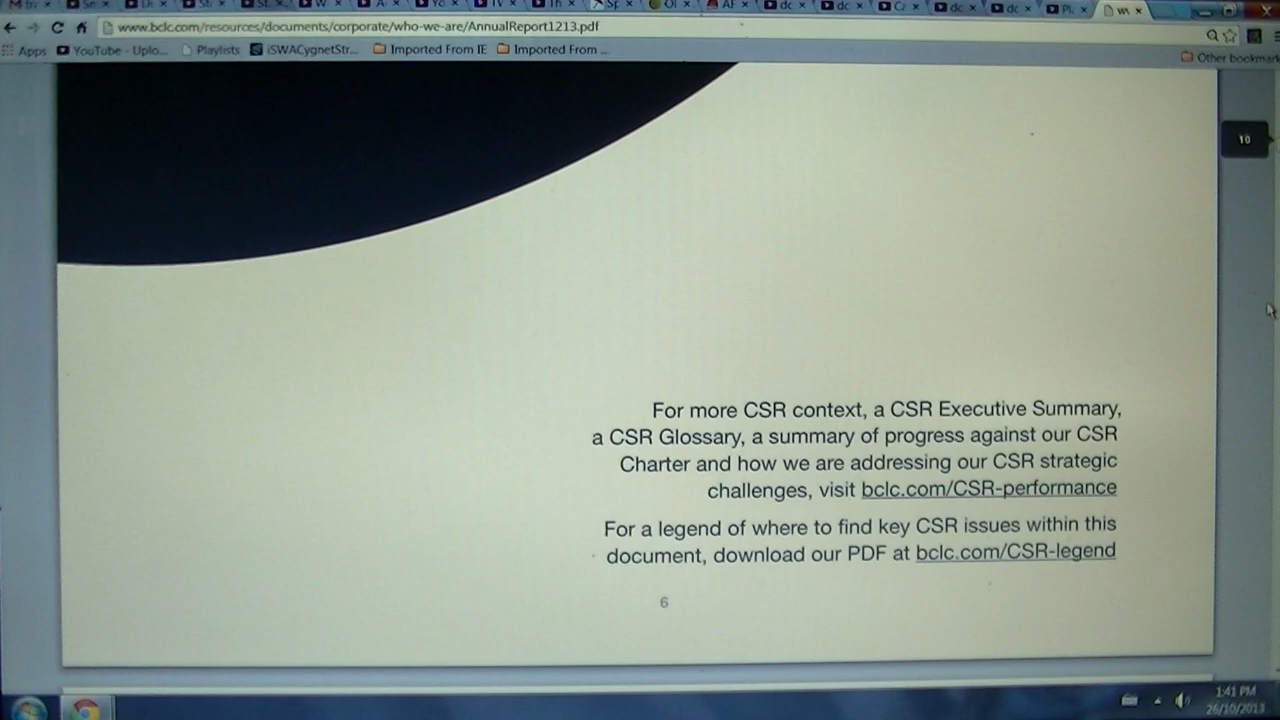 www.bclc.com/resources/documents/corporate/who-we-are/AnnualReport1213.pdf
Apps YouTube - Uplo... Playlists iSWACygnetStr... Imported From IE Imported From ...
Other bookmark
10
For more CSR context, a CSR Executive Summary,
a CSR Glossary, a summary of progress against our CSR
Charter and how we are addressing our CSR strategic
challenges, visit bclc.com/CSR-performance
For a legend of where to find key CSR issues within this
document, download our PDF at bclc.com/CSR-legend
6
1:41 PM
26/10/2013